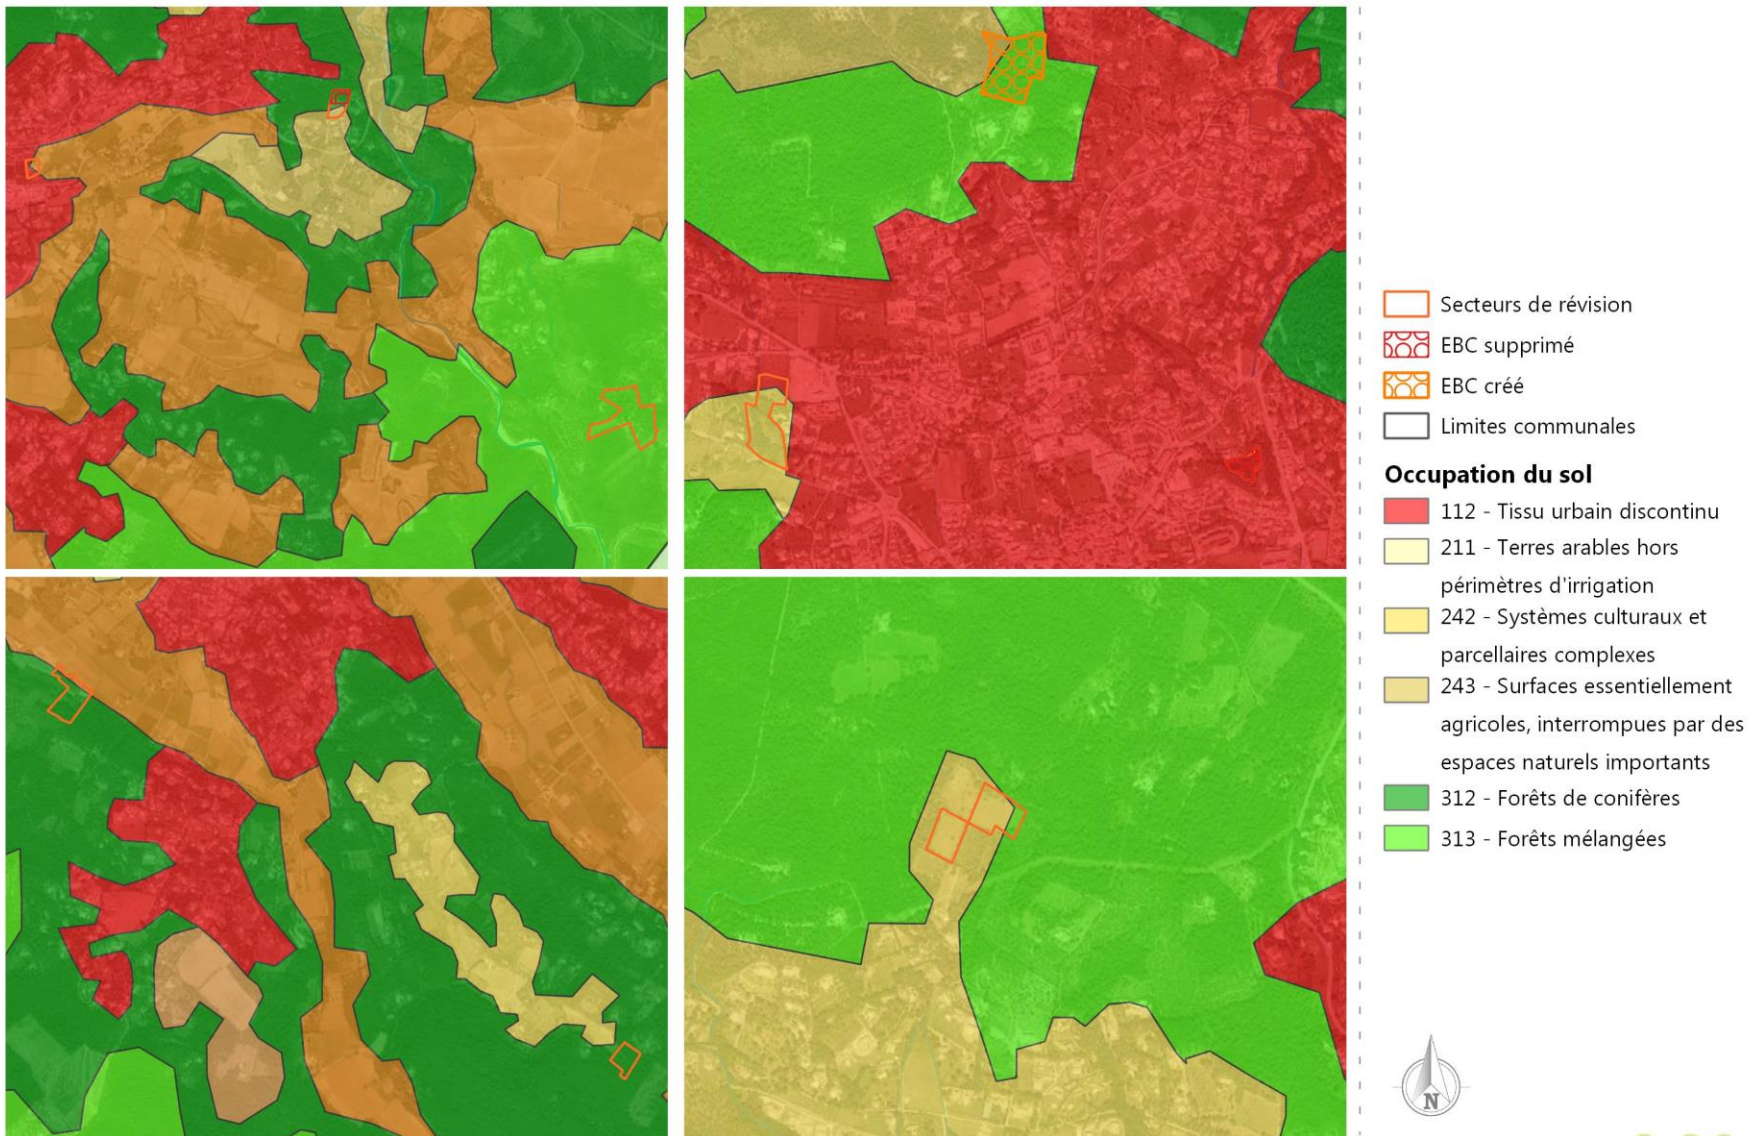 Secteurs de révision
EBC supprimé
EBC créé
Limites communales
Occupation du sol
112 - Tissu urbain discontinu
211 - Terres arables hors
périmètres d'irrigation
242 - Systèmes culturaux et
parcellaires complexes
243 - Surfaces essentiellement
agricoles, interrompues par des
espaces naturels importants
312 - Forêts de conifères
313 - Forêts mélangées
N